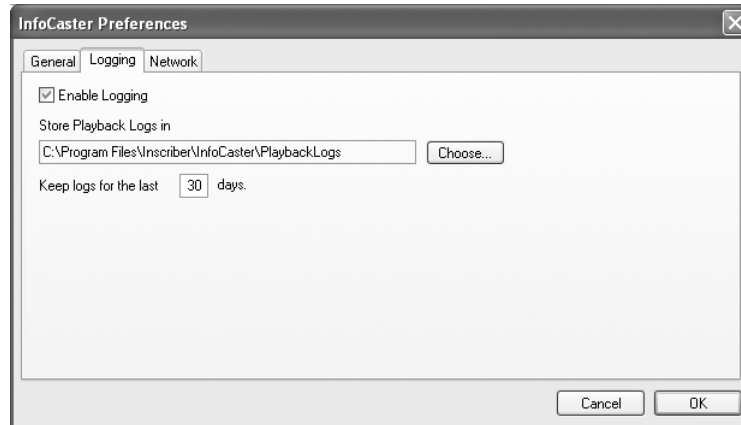 InfoCaster Preferences
General Logging Network
Enable Logging
Store Playback Logs in
C:\Program Files\Inscriber\InfoCaster\PlaybackLogs Choose...
Keep logs for the last 30 days.
Cancel OK